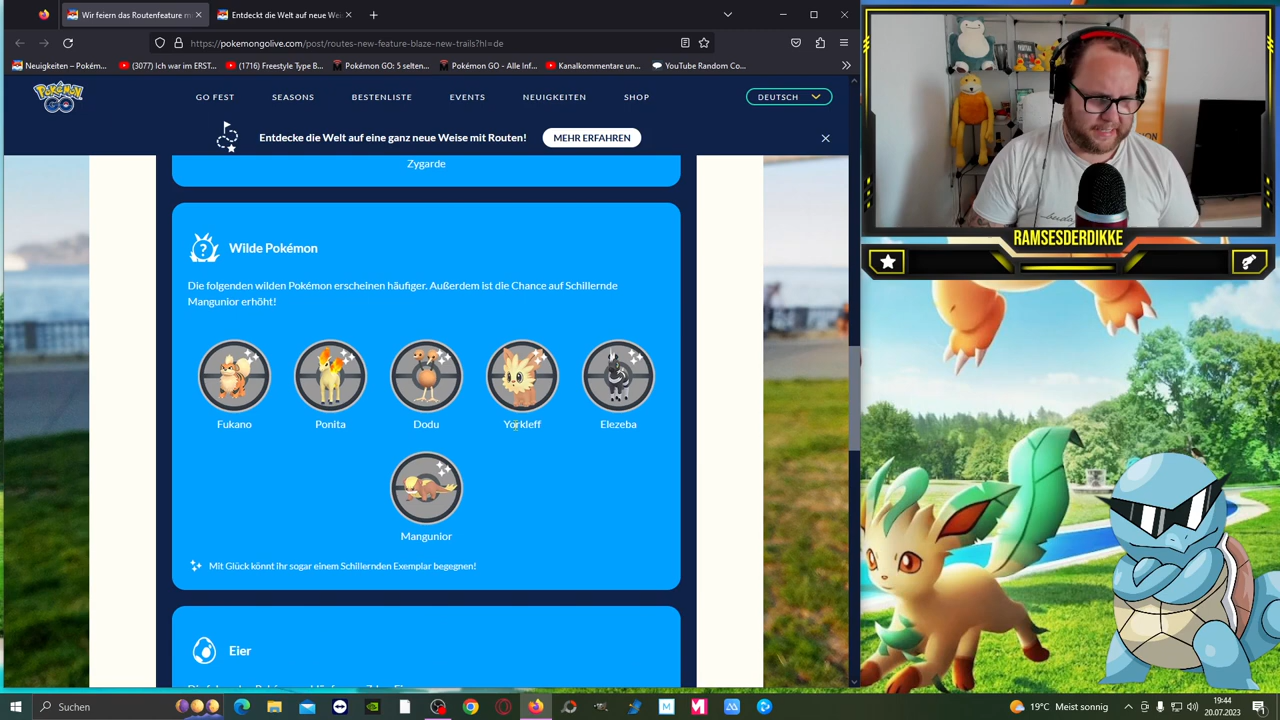 Wir feiern das Routenfeature m
Entdeckt die Welt auf neue Wei
https://pokemongolive.com/post/routes-new-feature-blaze-new-trails?hl=de
Neuigkeiten – Pokém...
(3077) Ich war im ERST...
(1716) Freestyle Type B...
Pokémon GO: 5 selten...
Pokémon GO - Alle Inf...
Kanalkommentare un...
YouTube Random Co...
POKÉMON GO
GO FEST
SEASONS
BESTENLISTE
EVENTS
NEUIGKEITEN
SHOP
DEUTSCH
Entdecke die Welt auf eine ganz neue Weise mit Routen!
MEHR ERFAHREN
Zygarde
Wilde Pokémon
Die folgenden wilden Pokémon erscheinen häufiger. Außerdem ist die Chance auf Schillernde
Mangunior erhöht!
Fukano
Ponita
Dodu
Yorkleff
Elezeba
Mangunior
Mit Glück könnt ihr sogar einem Schillernden Exemplar begegnen!
Eier
RAMSESDERDIKKE
Suchen
19°C Meist sonnig
19:44
20.07.2023